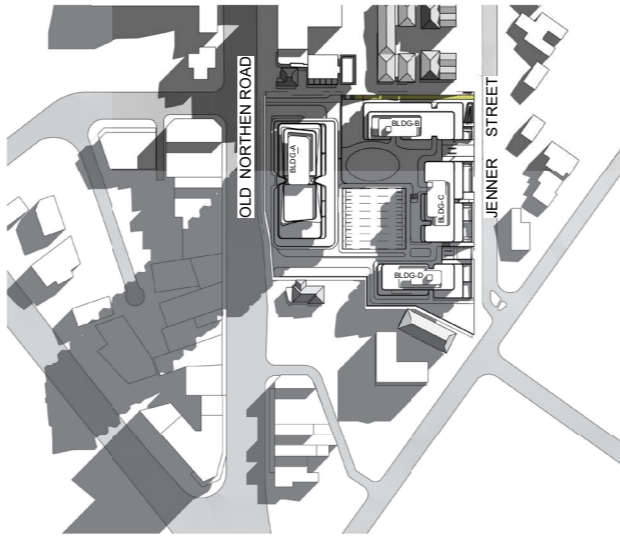 OLD NORTHEN ROAD
JENNER STREET
BLDG-A
BLDG-B
BLDG-C
BLDG-D